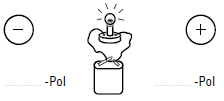 − +
........ -Pol ........ -Pol